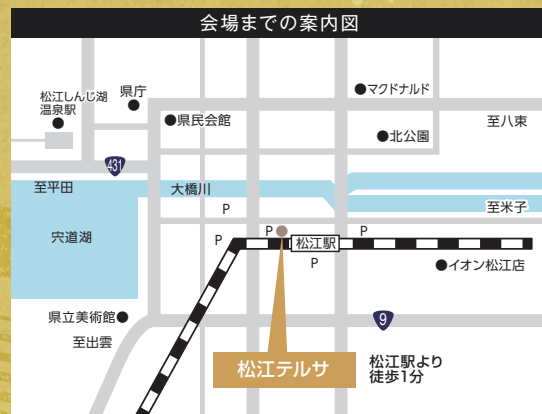 会場までの案内図
県庁
松江しんじ湖
温泉駅
マクドナルド
県民会館
至八束
北公園
431
至平田
大橋川
P
至米子
宍道湖
P
P
松江駅
P
P
イオン松江店
県立美術館
9
至出雲
松江テルサ
松江駅より
徒歩1分